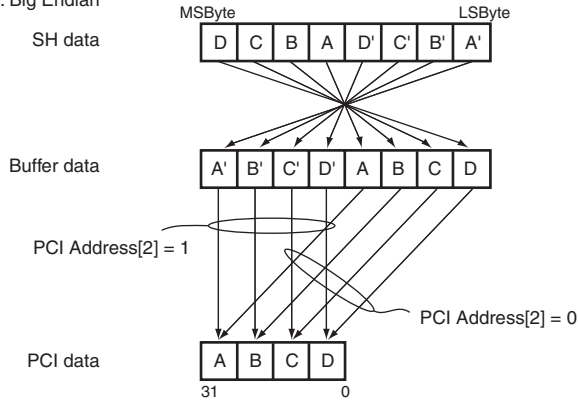 : Big Endian
MSByte LSByte
SH data D C B A D' C' B' A'
Buffer data A' B' C' D' A B C D
PCI Address[2] = 1
PCI Address[2] = 0
PCI data A B C D
31 0